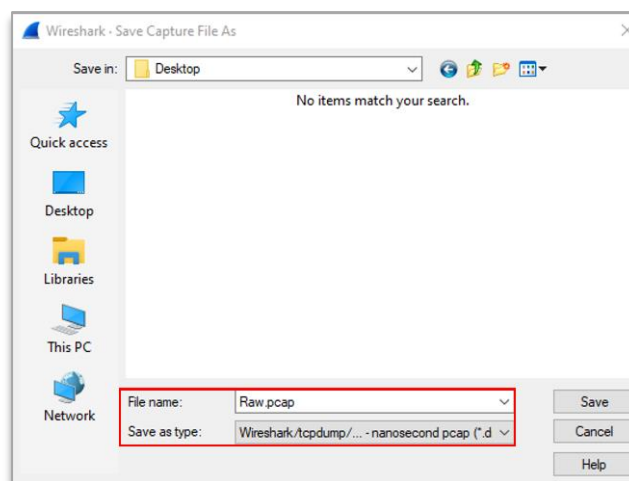 Wireshark · Save Capture File As
Save in: Desktop
No items match your search.
Quick access
Desktop
Libraries
This PC
Network
File name: Raw.pcap Save
Save as type: Wireshark/tcpdump/... - nanosecond pcap (*.d Cancel
Help